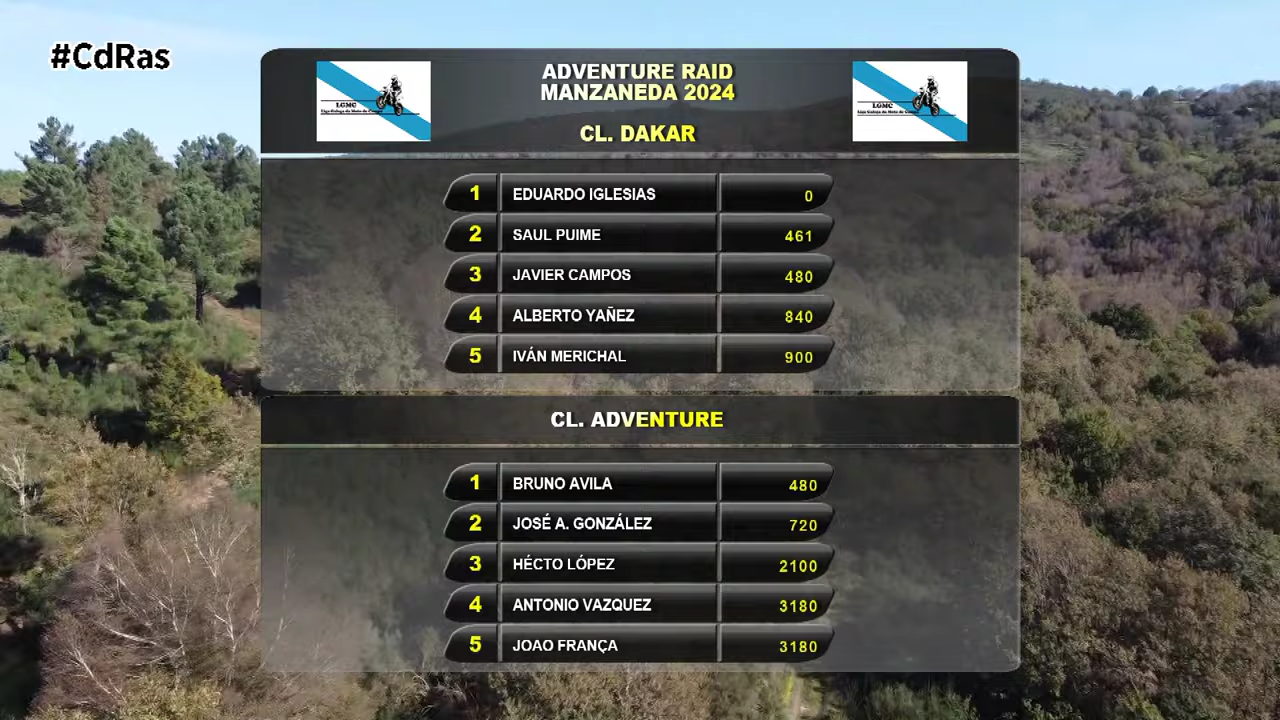 #CdRas
ADVENTURE RAID
MANZANEDA 2024
CL. DAKAR
LGMC
LGMC
1 EDUARDO IGLESIAS 0
2 SAUL PUIME 461
3 JAVIER CAMPOS 480
4 ALBERTO YAÑEZ 840
5 IVÁN MERICHAL 900
CL. ADVENTURE
1 BRUNO AVILA 480
2 JOSÉ A. GONZÁLEZ 720
3 HÉCTO LÓPEZ 2100
4 ANTONIO VAZQUEZ 3180
5 JOAO FRANÇA 3180